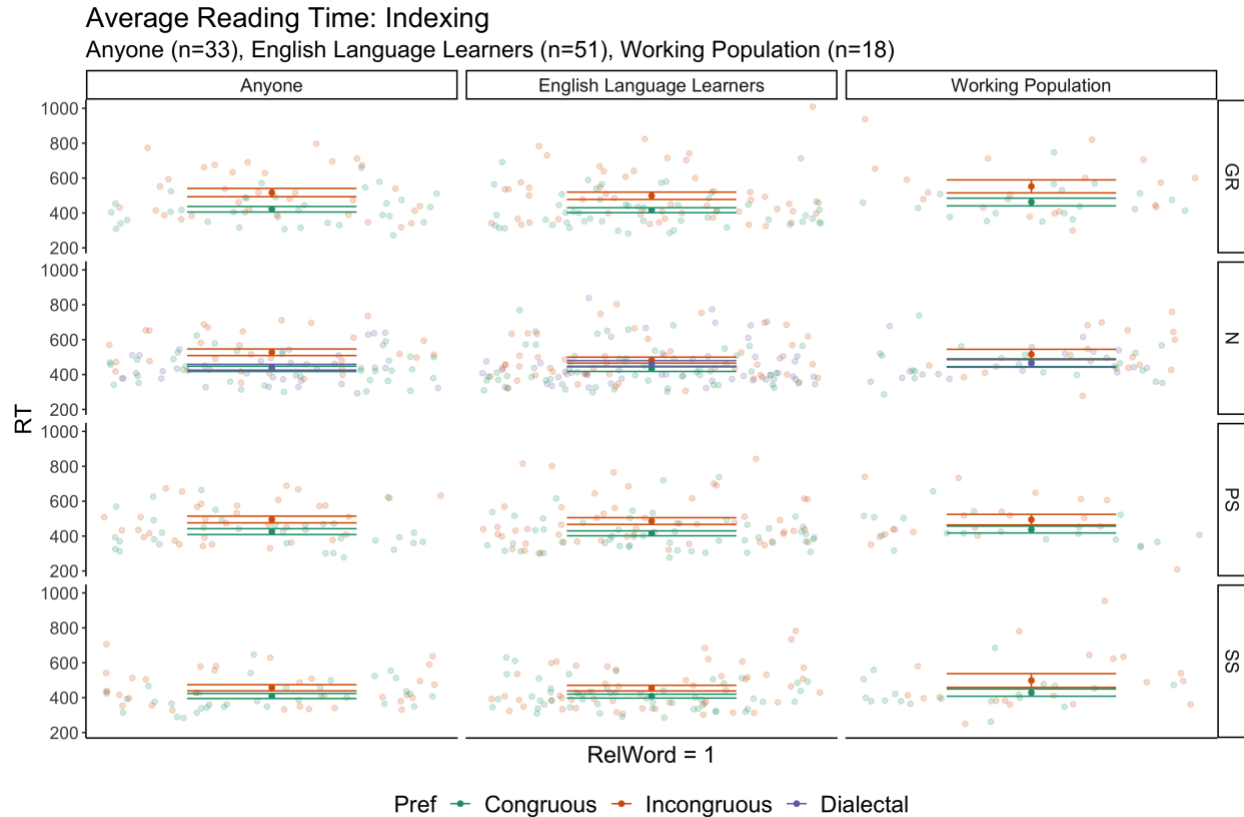 Average Reading Time: Indexing
Anyone (n=33), English Language Learners (n=51), Working Population (n=18)
Anyone English Language Learners Working Population
1000
800
600
400
200
GR
1000
800
600
400
200
N
1000
800
600
400
200
PS
1000
800
600
400
200
SS
RT
RelWord = 1
Pref Congruous Incongruous Dialectal